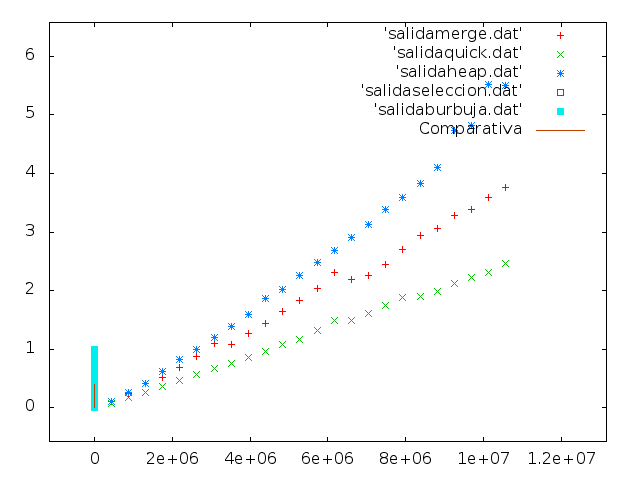 'salidamerge.dat'
'salidaquick.dat'
'salidaheap.dat'
'salidaseleccion.dat'
'salidaburbuja.dat'
Comparativa
6
5
4
3
2
1
0
0 2e+06 4e+06 6e+06 8e+06 1e+07 1.2e+07